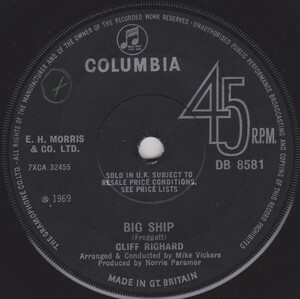 THE GRAMOPHONE CO. LTD. · ALL RIGHTS OF THE MANUFACTURER AND OF THE OWNER OF THE RECORDED WORK RESERVED
UNAUTHORISED PUBLIC PERFORMANCE BROADCASTING AND COPYING OF THIS RECORD PROHIBITED
COLUMBIA
45
R.P.M.
E. H. MORRIS
& CO. LTD.
DB 8581
7XCA 32455
SOLD IN U.K. SUBJECT TO
RESALE PRICE CONDITIONS,
SEE PRICE LISTS
℗ 1969
BIG SHIP
(Froggatt)
CLIFF RICHARD
Arranged & Conducted by Mike Vickers
Produced by Norrie Paramor
MADE IN GT. BRITAIN